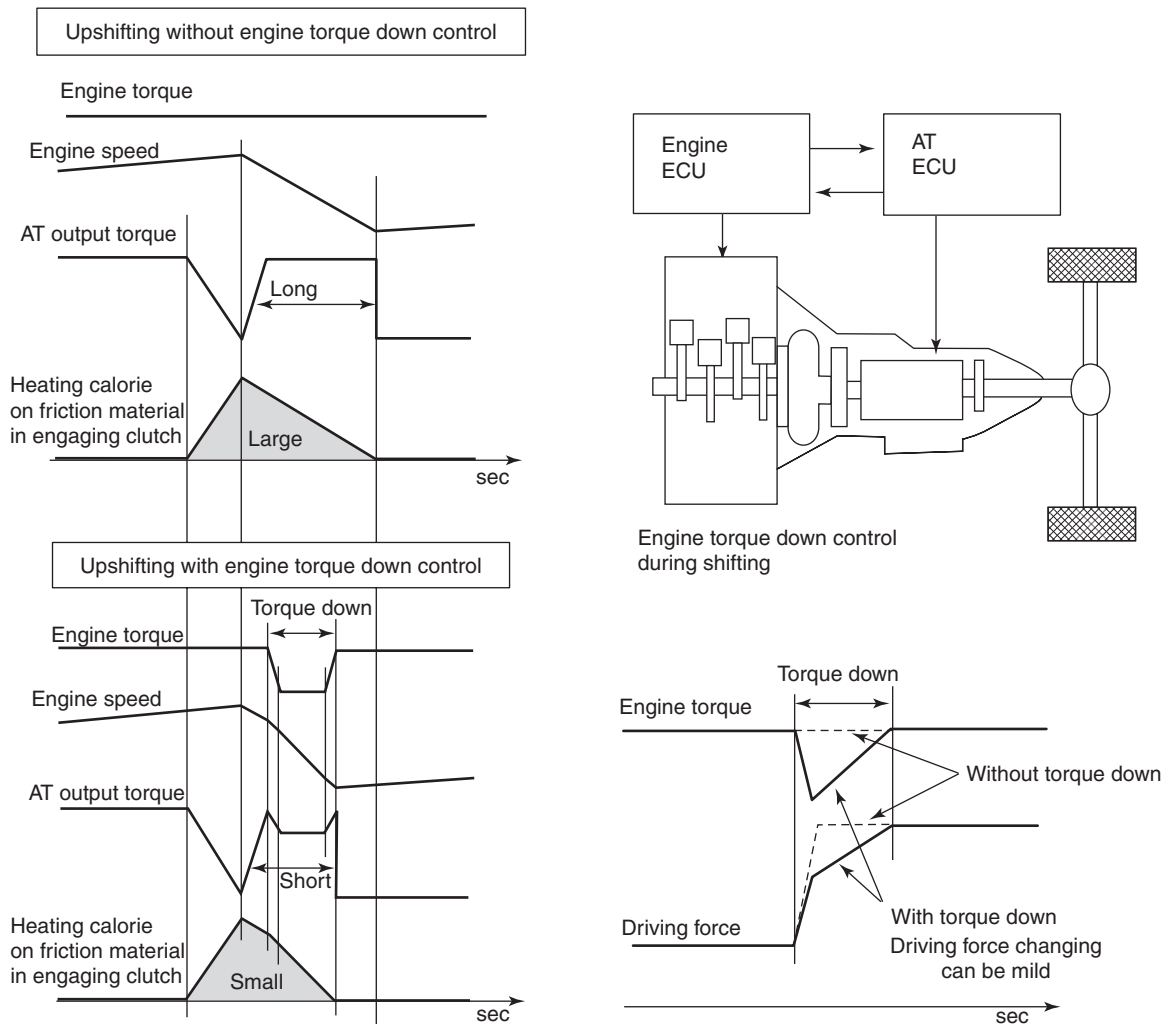 Upshifting without engine torque down control
Engine torque
Engine speed
AT output torque
Long
Heating calorie
on friction material
in engaging clutch
Large
sec
Upshifting with engine torque down control
Torque down
Engine torque
Engine speed
AT output torque
Short
Heating calorie
on friction material
in engaging clutch
Small
sec
Engine
ECU
AT
ECU
Engine torque down control
during shifting
Torque down
Engine torque
Without torque down
With torque down
Driving force
Driving force changing
can be mild
sec